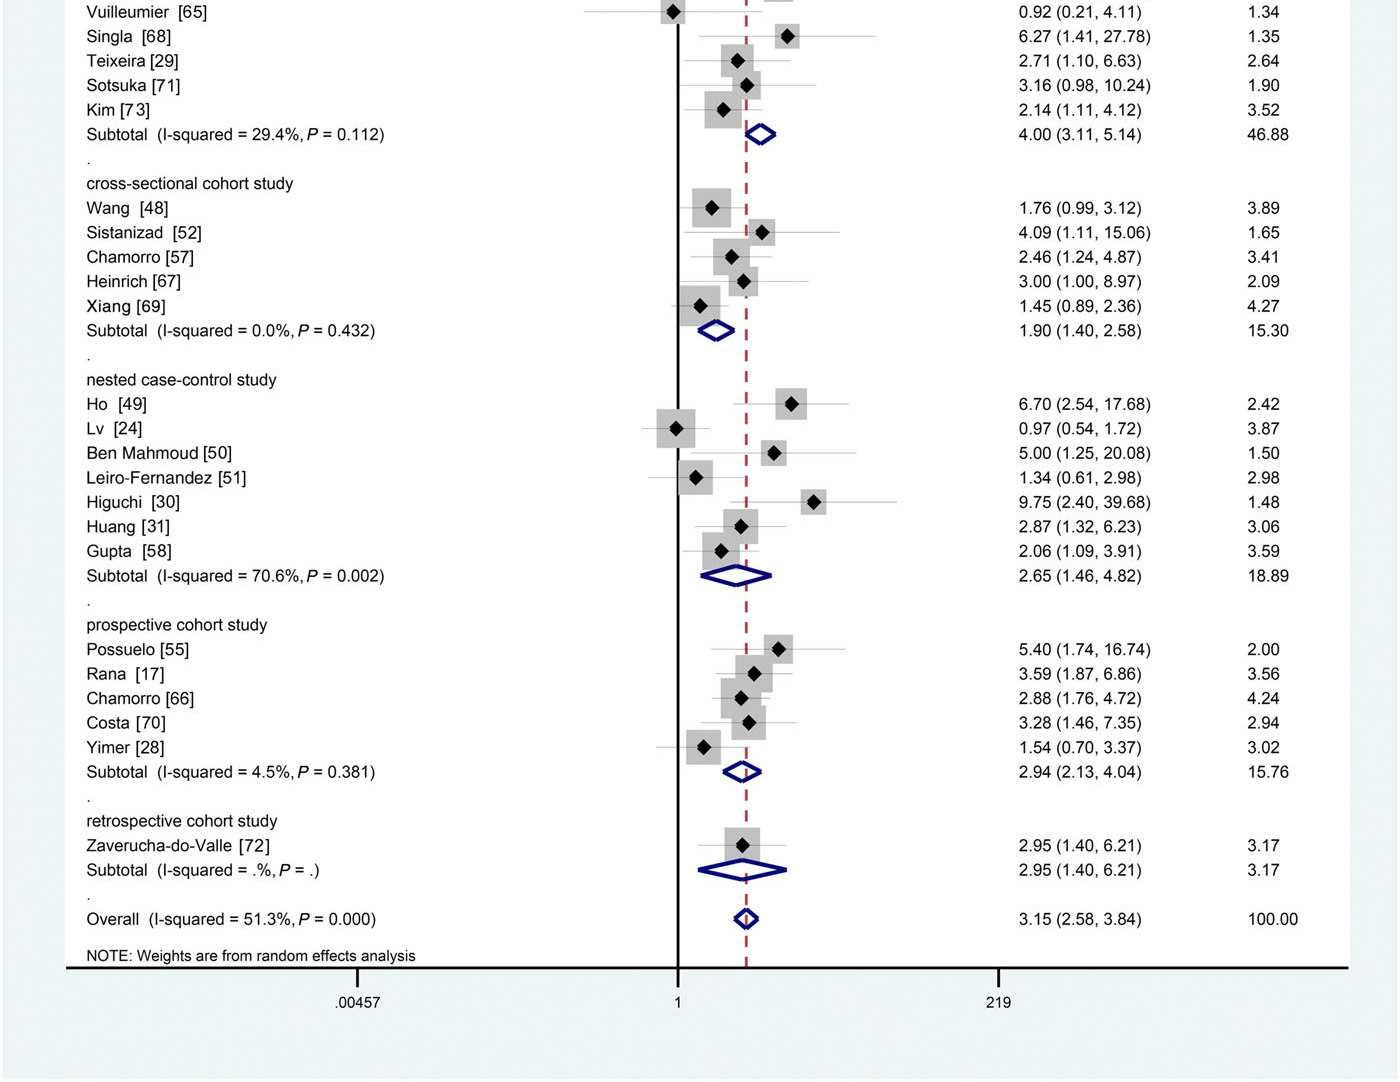 Vuilleumier [65] 0.92 (0.21, 4.11) 1.34
Singla [68] 6.27 (1.41, 27.78) 1.35
Teixeira [29] 2.71 (1.10, 6.63) 2.64
Sotsuka [71] 3.16 (0.98, 10.24) 1.90
Kim [73] 2.14 (1.11, 4.12) 3.52
Subtotal (I-squared = 29.4%, P = 0.112) 4.00 (3.11, 5.14) 46.88
.
cross-sectional cohort study
Wang [48] 1.76 (0.99, 3.12) 3.89
Sistanizad [52] 4.09 (1.11, 15.06) 1.65
Chamorro [57] 2.46 (1.24, 4.87) 3.41
Heinrich [67] 3.00 (1.00, 8.97) 2.09
Xiang [69] 1.45 (0.89, 2.36) 4.27
Subtotal (I-squared = 0.0%, P = 0.432) 1.90 (1.40, 2.58) 15.30
.
nested case-control study
Ho [49] 6.70 (2.54, 17.68) 2.42
Lv [24] 0.97 (0.54, 1.72) 3.87
Ben Mahmoud [50] 5.00 (1.25, 20.08) 1.50
Leiro-Fernandez [51] 1.34 (0.61, 2.98) 2.98
Higuchi [30] 9.75 (2.40, 39.68) 1.48
Huang [31] 2.87 (1.32, 6.23) 3.06
Gupta [58] 2.06 (1.09, 3.91) 3.59
Subtotal (I-squared = 70.6%, P = 0.002) 2.65 (1.46, 4.82) 18.89
.
prospective cohort study
Possuelo [55] 5.40 (1.74, 16.74) 2.00
Rana [17] 3.59 (1.87, 6.86) 3.56
Chamorro [66] 2.88 (1.76, 4.72) 4.24
Costa [70] 3.28 (1.46, 7.35) 2.94
Yimer [28] 1.54 (0.70, 3.37) 3.02
Subtotal (I-squared = 4.5%, P = 0.381) 2.94 (2.13, 4.04) 15.76
.
retrospective cohort study
Zaverucha-do-Valle [72] 2.95 (1.40, 6.21) 3.17
Subtotal (I-squared = .%, P = .) 2.95 (1.40, 6.21) 3.17
.
Overall (I-squared = 51.3%, P = 0.000) 3.15 (2.58, 3.84) 100.00
NOTE: Weights are from random effects analysis
.00457 1 219